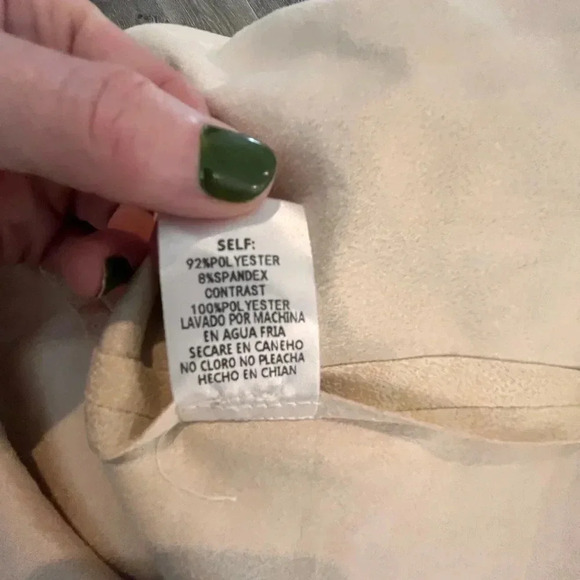 SELF:
92%POLYESTER
8%SPANDEX
CONTRAST
100%POLYESTER
LAVADO POR MACHINA
EN AGUA FRIA
SECARE EN CANEHO
NO CLORO NO PLEACHA
HECHO EN CHIAN